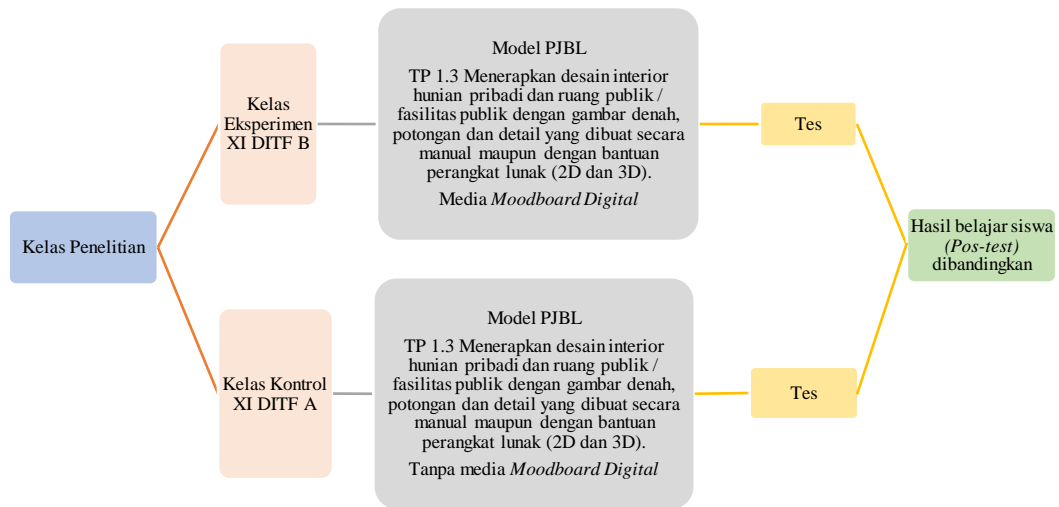 Kelas Penelitian
Kelas
Eksperimen
XI DITF B
Model PJBL
TP 1.3 Menerapkan desain interior
hunian pribadi dan ruang publik /
fasilitas publik dengan gambar denah,
potongan dan detail yang dibuat secara
manual maupun dengan bantuan
perangkat lunak (2D dan 3D).
Media Moodboard Digital
Tes
Kelas Kontrol
XI DITF A
Model PJBL
TP 1.3 Menerapkan desain interior
hunian pribadi dan ruang publik /
fasilitas publik dengan gambar denah,
potongan dan detail yang dibuat secara
manual maupun dengan bantuan
perangkat lunak (2D dan 3D).
Tanpa media Moodboard Digital
Tes
Hasil belajar siswa
(Pos-test)
dibandingkan